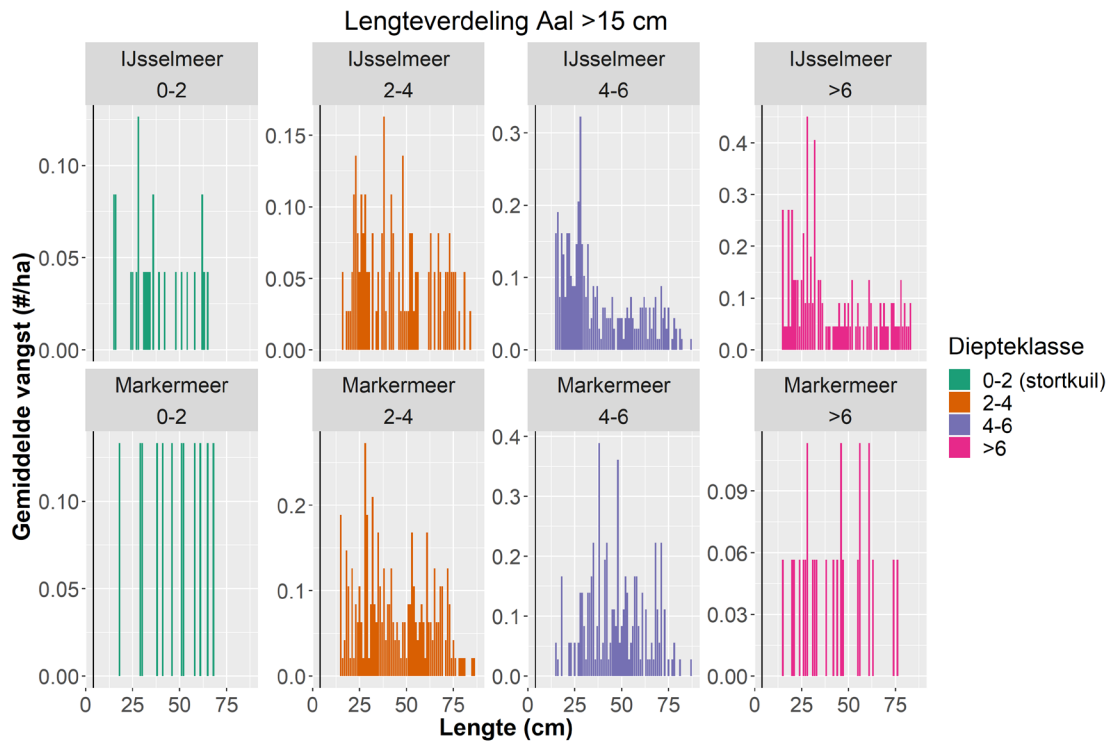 Lengteverdeling Aal >15 cm
IJsselmeer
0-2
IJsselmeer
2-4
IJsselmeer
4-6
IJsselmeer
>6
0.10
0.05
0.00
0.15
0.10
0.05
0.00
0.3
0.2
0.1
0.0
0.4
0.3
0.2
0.1
0.0
Gemiddelde vangst (#/ha)
Markermeer
0-2
Markermeer
2-4
Markermeer
4-6
Markermeer
>6
0.10
0.05
0.00
0.2
0.1
0.0
0.4
0.3
0.2
0.1
0.0
0.09
0.06
0.03
0.00
0 25 50 75
0 25 50 75
0 25 50 75
0 25 50 75
Lengte (cm)
Diepteklasse
0-2 (stortkuil)
2-4
4-6
>6